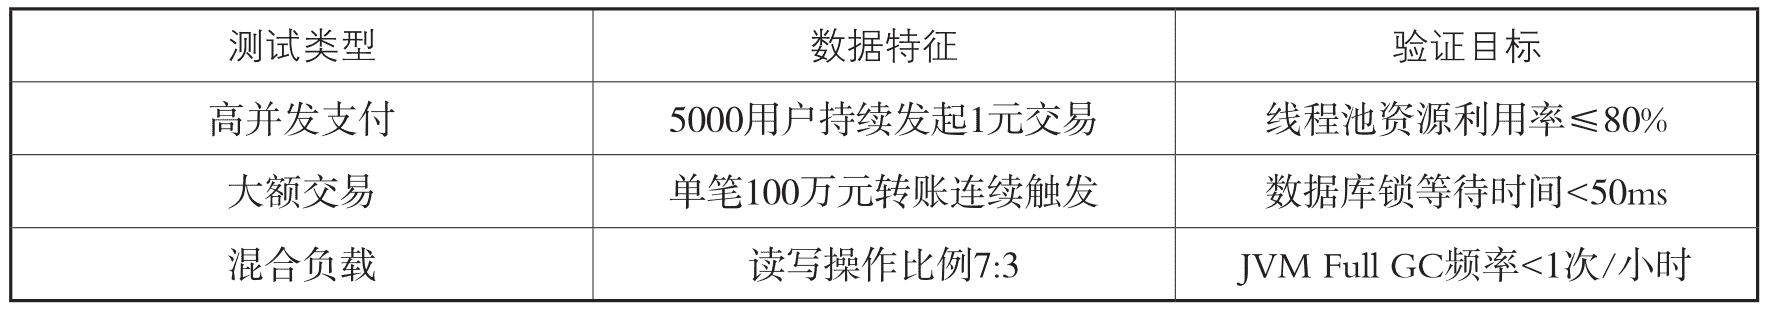 测试类型 数据特征 验证目标
高并发支付 5000用户持续发起1元交易 线程池资源利用率≤80%
大额交易 单笔100万元转账连续触发 数据库锁等待时间<50ms
混合负载 读写操作比例7:3 JVM Full GC频率<1次/小时